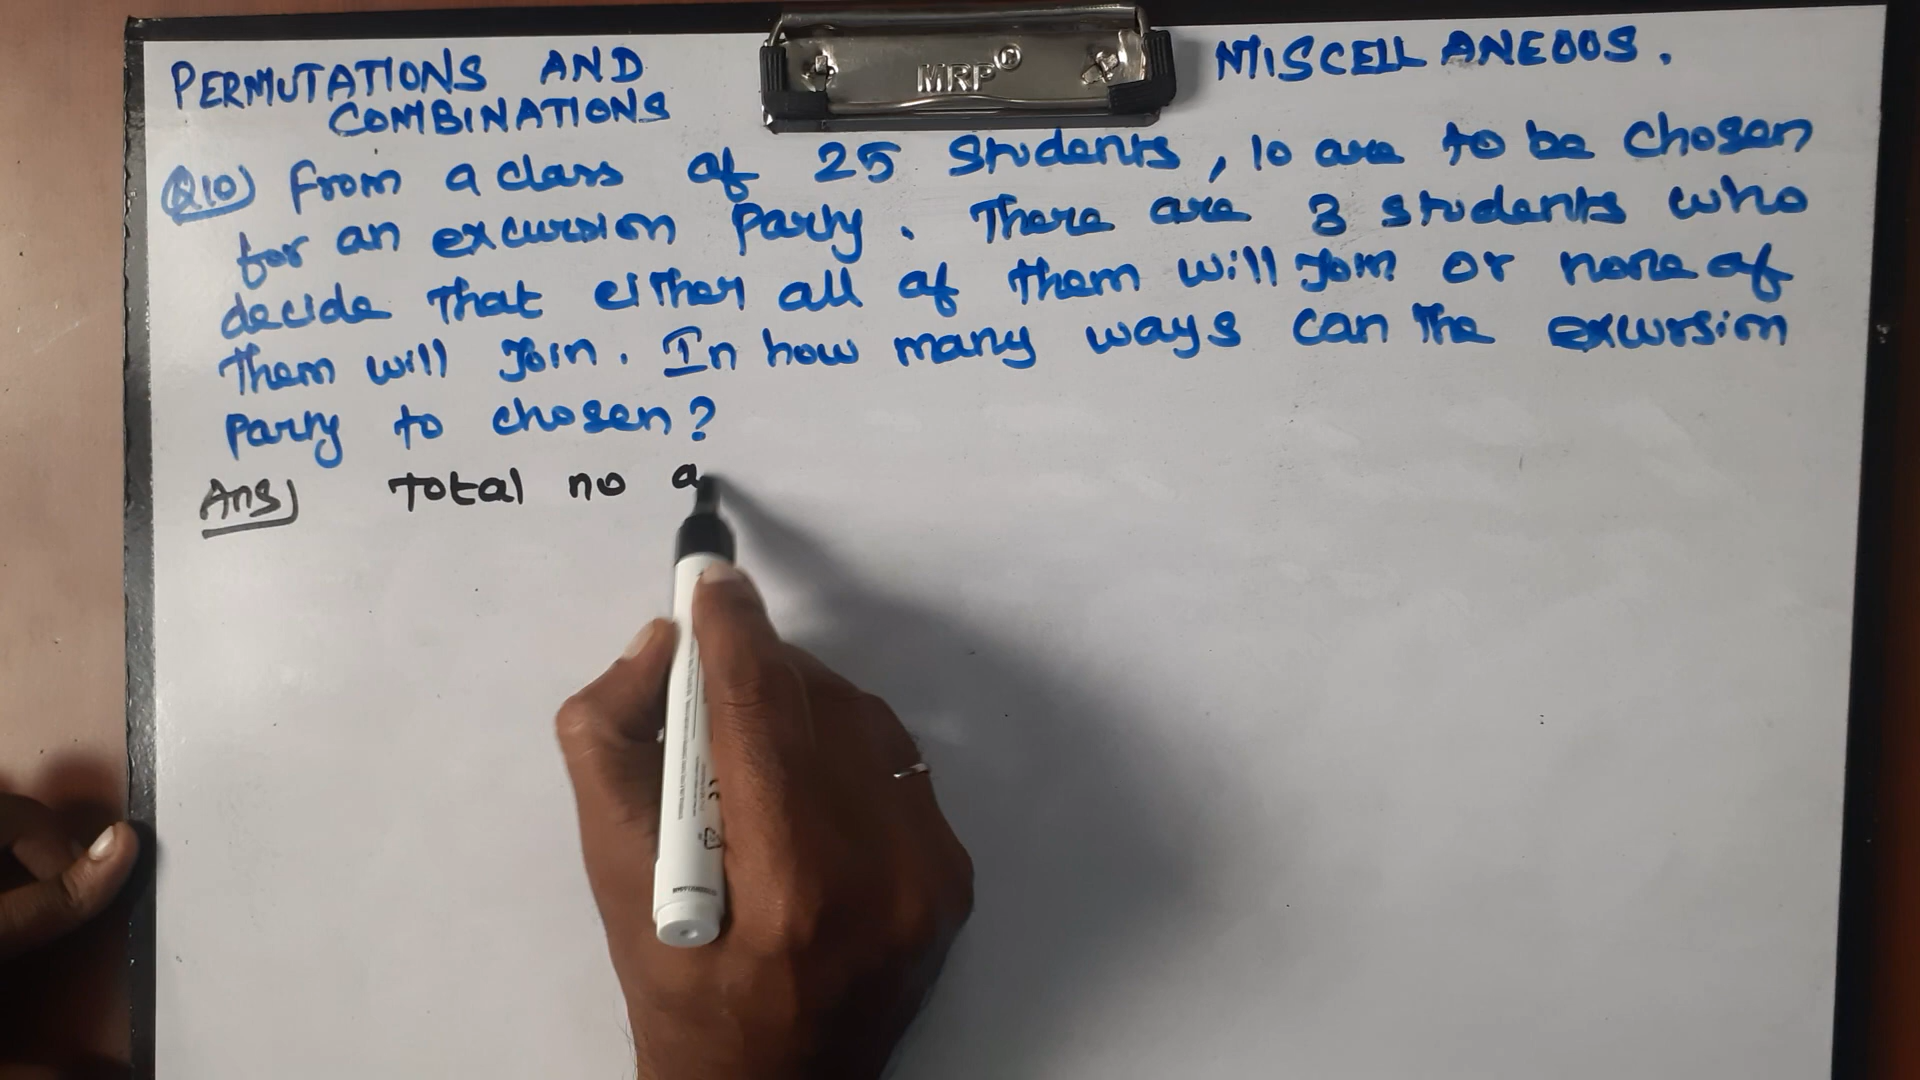 PERMUTATIONS AND
COMBINATIONS
MRP®
MISCELLANEOUS.
Q10) From a class of 25 students, 10 are to be chosen
for an excursion party. There are 3 students who
decide that either all of them will join or none of
them will join. In how many ways can the excursion
party to chosen?
Ans) Total no o